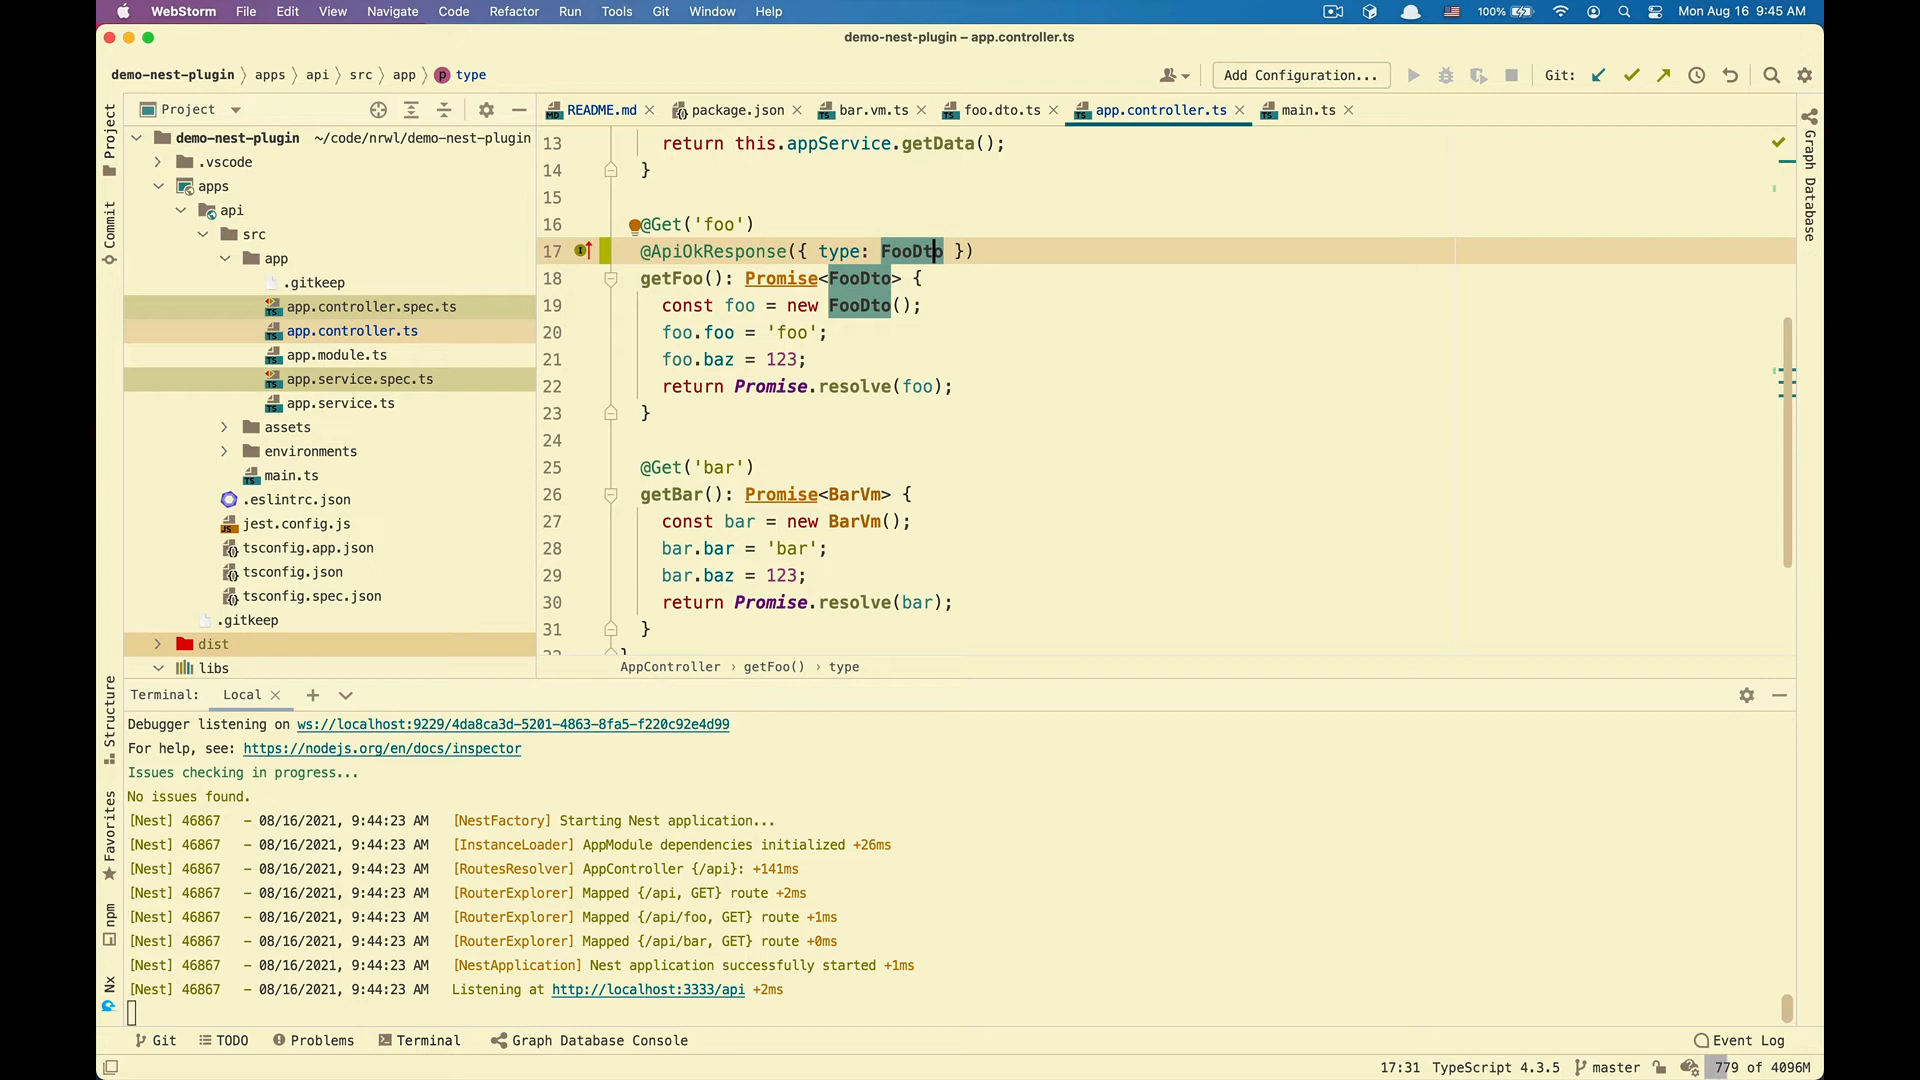 WebStorm File Edit View Navigate Code Refactor Run Tools Git Window Help 100% Mon Aug 16 9:45 AM
demo-nest-plugin – app.controller.ts
demo-nest-plugin apps api src app type
Add Configuration...
Git:
Project
README.md package.json bar.vm.ts foo.dto.ts app.controller.ts main.ts
demo-nest-plugin ~/code/nrwl/demo-nest-plugin
.vscode
apps
api
src
app
.gitkeep
app.controller.spec.ts
app.controller.ts
app.module.ts
app.service.spec.ts
app.service.ts
assets
environments
main.ts
.eslintrc.json
jest.config.js
tsconfig.app.json
tsconfig.json
tsconfig.spec.json
.gitkeep
dist
libs
13 return this.appService.getData();
14 }
15
16 @Get('foo')
17 @ApiOkResponse({ type: FooDto })
18 getFoo(): Promise<FooDto> {
19 const foo = new FooDto();
20 foo.foo = 'foo';
21 foo.baz = 123;
22 return Promise.resolve(foo);
23 }
24
25 @Get('bar')
26 getBar(): Promise<BarVm> {
27 const bar = new BarVm();
28 bar.bar = 'bar';
29 bar.baz = 123;
30 return Promise.resolve(bar);
31 }
AppController › getFoo() › type
Project
Commit
Structure
Favorites
npm
Nx
Graph Database
Terminal: Local
Debugger listening on ws://localhost:9229/4da8ca3d-5201-4863-8fa5-f220c92e4d99
For help, see: https://nodejs.org/en/docs/inspector
Issues checking in progress...
No issues found.
[Nest] 46867 - 08/16/2021, 9:44:23 AM [NestFactory] Starting Nest application...
[Nest] 46867 - 08/16/2021, 9:44:23 AM [InstanceLoader] AppModule dependencies initialized +26ms
[Nest] 46867 - 08/16/2021, 9:44:23 AM [RoutesResolver] AppController {/api}: +141ms
[Nest] 46867 - 08/16/2021, 9:44:23 AM [RouterExplorer] Mapped {/api, GET} route +2ms
[Nest] 46867 - 08/16/2021, 9:44:23 AM [RouterExplorer] Mapped {/api/foo, GET} route +1ms
[Nest] 46867 - 08/16/2021, 9:44:23 AM [RouterExplorer] Mapped {/api/bar, GET} route +0ms
[Nest] 46867 - 08/16/2021, 9:44:23 AM [NestApplication] Nest application successfully started +1ms
[Nest] 46867 - 08/16/2021, 9:44:23 AM Listening at http://localhost:3333/api +2ms
Git TODO Problems Terminal Graph Database Console Event Log
17:31 TypeScript 4.3.5 master 779 of 4096M